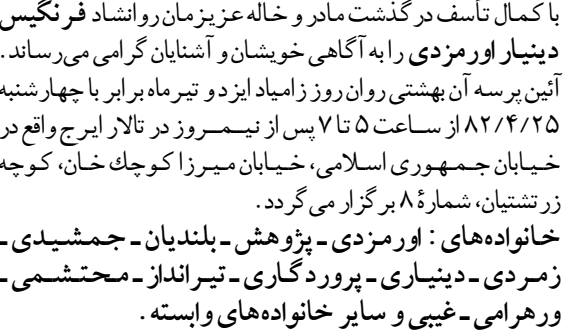 با کمال تأسف درگذشت مادر و خاله عزیزمان روانشاد فرنگیس
دینیار اورمزدی را به آگاهی خویشان و آشنایان گرامی می‌رساند.
آئین پرسه آن بهشتی روان روز زامیاد ایزد و تیرماه برابر با چهارشنبه
۸۲/۴/۲۵ از ساعت ۵ تا ۷ پس از نیمـروز در تالار ایرج واقع در
خیابان جمهوری اسلامی، خیابان میرزا کوچك خان، کوچه
زرتشتیان، شمارهٔ ۸ برگزار می‌گردد.
خانواده‌های : اورمزدی ـ پژوهش ـ بلندیان ـ جمشیدی ـ
زمردی ـ دینیاری ـ پروردگاری ـ تیرانداز ـ محتشمی ـ
ورهرامی ـ غیبی و سایر خانواده‌های وابسته .